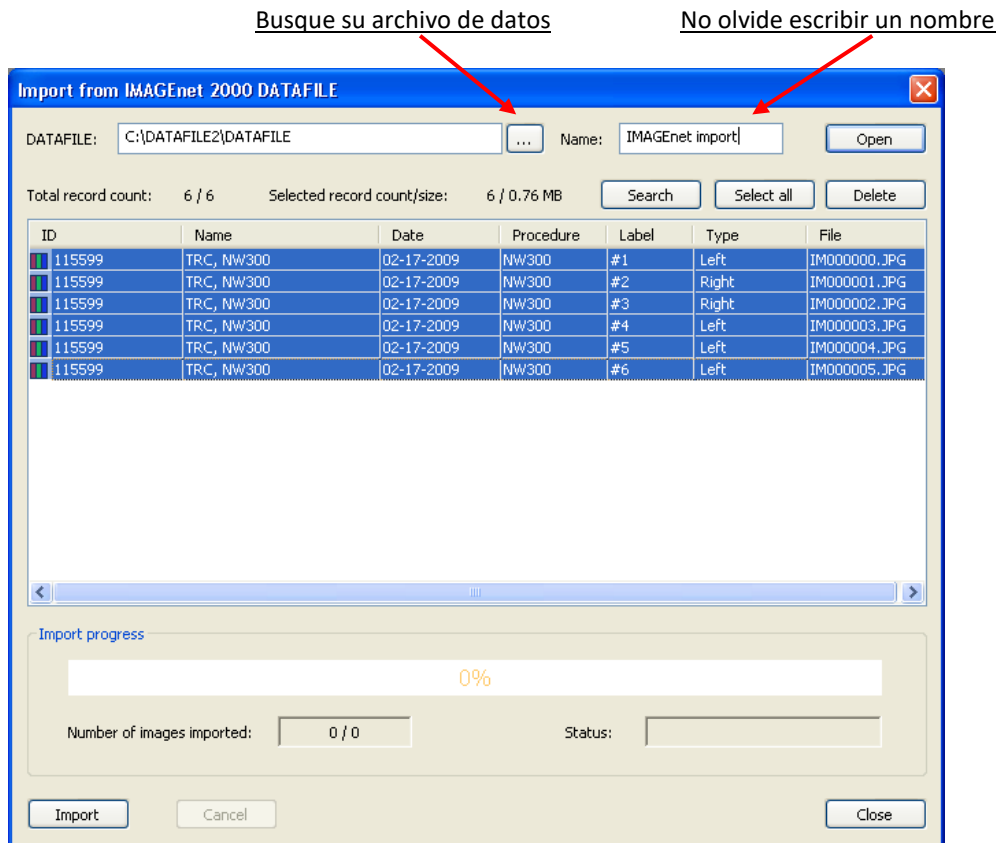 Busque su archivo de datos No olvide escribir un nombre
Import from IMAGEnet 2000 DATAFILE
DATAFILE: C:\DATAFILE2\DATAFILE ... Name: IMAGEnet import Open
Total record count: 6 / 6 Selected record count/size: 6 / 0.76 MB Search Select all Delete
ID Name Date Procedure Label Type File
115599 TRC, NW300 02-17-2009 NW300 #1 Left IM000000.JPG
115599 TRC, NW300 02-17-2009 NW300 #2 Right IM000001.JPG
115599 TRC, NW300 02-17-2009 NW300 #3 Right IM000002.JPG
115599 TRC, NW300 02-17-2009 NW300 #4 Left IM000003.JPG
115599 TRC, NW300 02-17-2009 NW300 #5 Left IM000004.JPG
115599 TRC, NW300 02-17-2009 NW300 #6 Left IM000005.JPG
Import progress
0%
Number of images imported: 0 / 0 Status:
Import Cancel Close